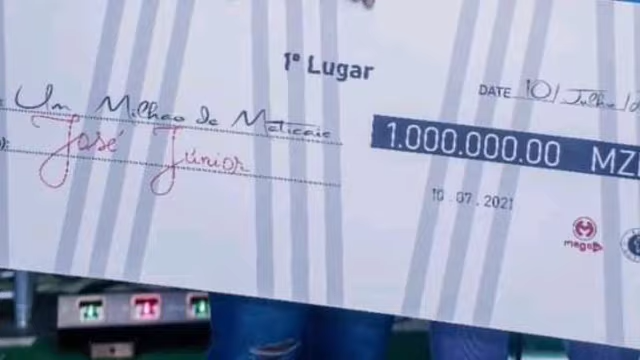 1º Lugar
DATE 10/Julho/
Um Milhao de Meticais
1.000.000.00 MZ
José Júnior
10.07.2021
mega